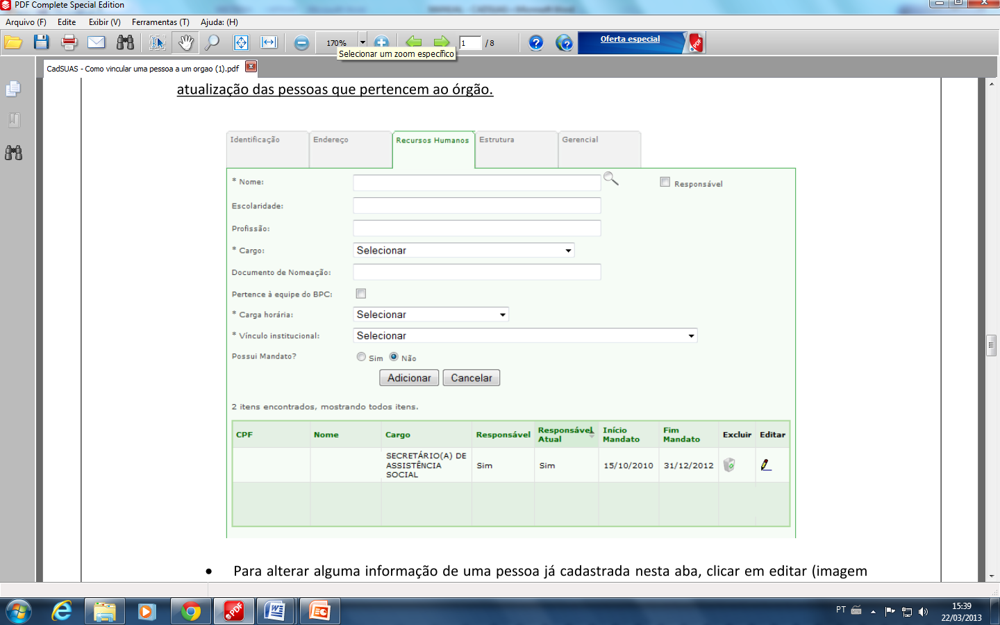 PDF Complete Special Edition
Arquivo (F) Edite Exibir (V) Ferramentas (T) Ajuda: (H)
170% 1 / 8 Oferta especial PDF
Selecionar um zoom específico
CadSUAS - Como vincular uma pessoa a um orgao (1).pdf
atualização das pessoas que pertencem ao órgão.
Identificação Endereço Recursos Humanos Estrutura Gerencial
* Nome: Responsável
Escolaridade:
Profissão:
* Cargo: Selecionar
Documento de Nomeação:
Pertence à equipe do BPC:
* Carga horária: Selecionar
* Vínculo institucional: Selecionar
Possui Mandato? Sim Não
Adicionar Cancelar
2 itens encontrados, mostrando todos itens.
CPF Nome Cargo Responsável Responsável Atual Início Mandato Fim Mandato Excluir Editar
SECRETÁRIO(A) DE
ASSISTÊNCIA
SOCIAL
Sim Sim 15/10/2010 31/12/2012
• Para alterar alguma informação de uma pessoa já cadastrada nesta aba, clicar em editar (imagem
PDF
PT 15:39
22/03/2013